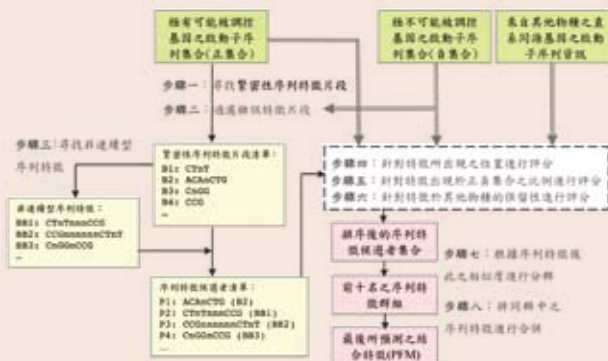 極有可能被調控
基因之啟動子序
列集合(正集合)
極不可能被調控
基因之啟動子序
列集合(負集合)
來自其他物種之直
系同源基因之啟動
子序列資訊
步驟一：尋找緊密性序列特徵片段
步驟二：過濾雜訊特徵片段
步驟三：尋找非連續型
序列特徵
緊密性序列特徵片段清單：
B1: CTnT
B2: ACAnCTG
B3: CnGG
B4: CCG
…
非連續型序列特徵：
BB1: CTnTnnnCCG
BB2: CCGnnnnnnCTnT
BB3: CnGGnCCG
…
序列特徵候選者清單：
P1: ACAnCTG (B2)
P2: CTnTnnnCCG (BB1)
P3: CCGnnnnnnCTnT (BB2)
P4: CnGGnCCG (BB3)
…
步驟四：針對特徵所出現之位置進行評分
步驟五：針對特徵出現於正負集合之比例進行評分
步驟六：針對特徵於其他物種的保留性進行評分
排序後的序列特
徵候選者集合
步驟七：根據序列特徵彼
此之相似度進行分群
前十名之序列特
徵群組
步驟八：將同群中之
序列特徵進行合併
最後所預測之結
合特徵(PFM)